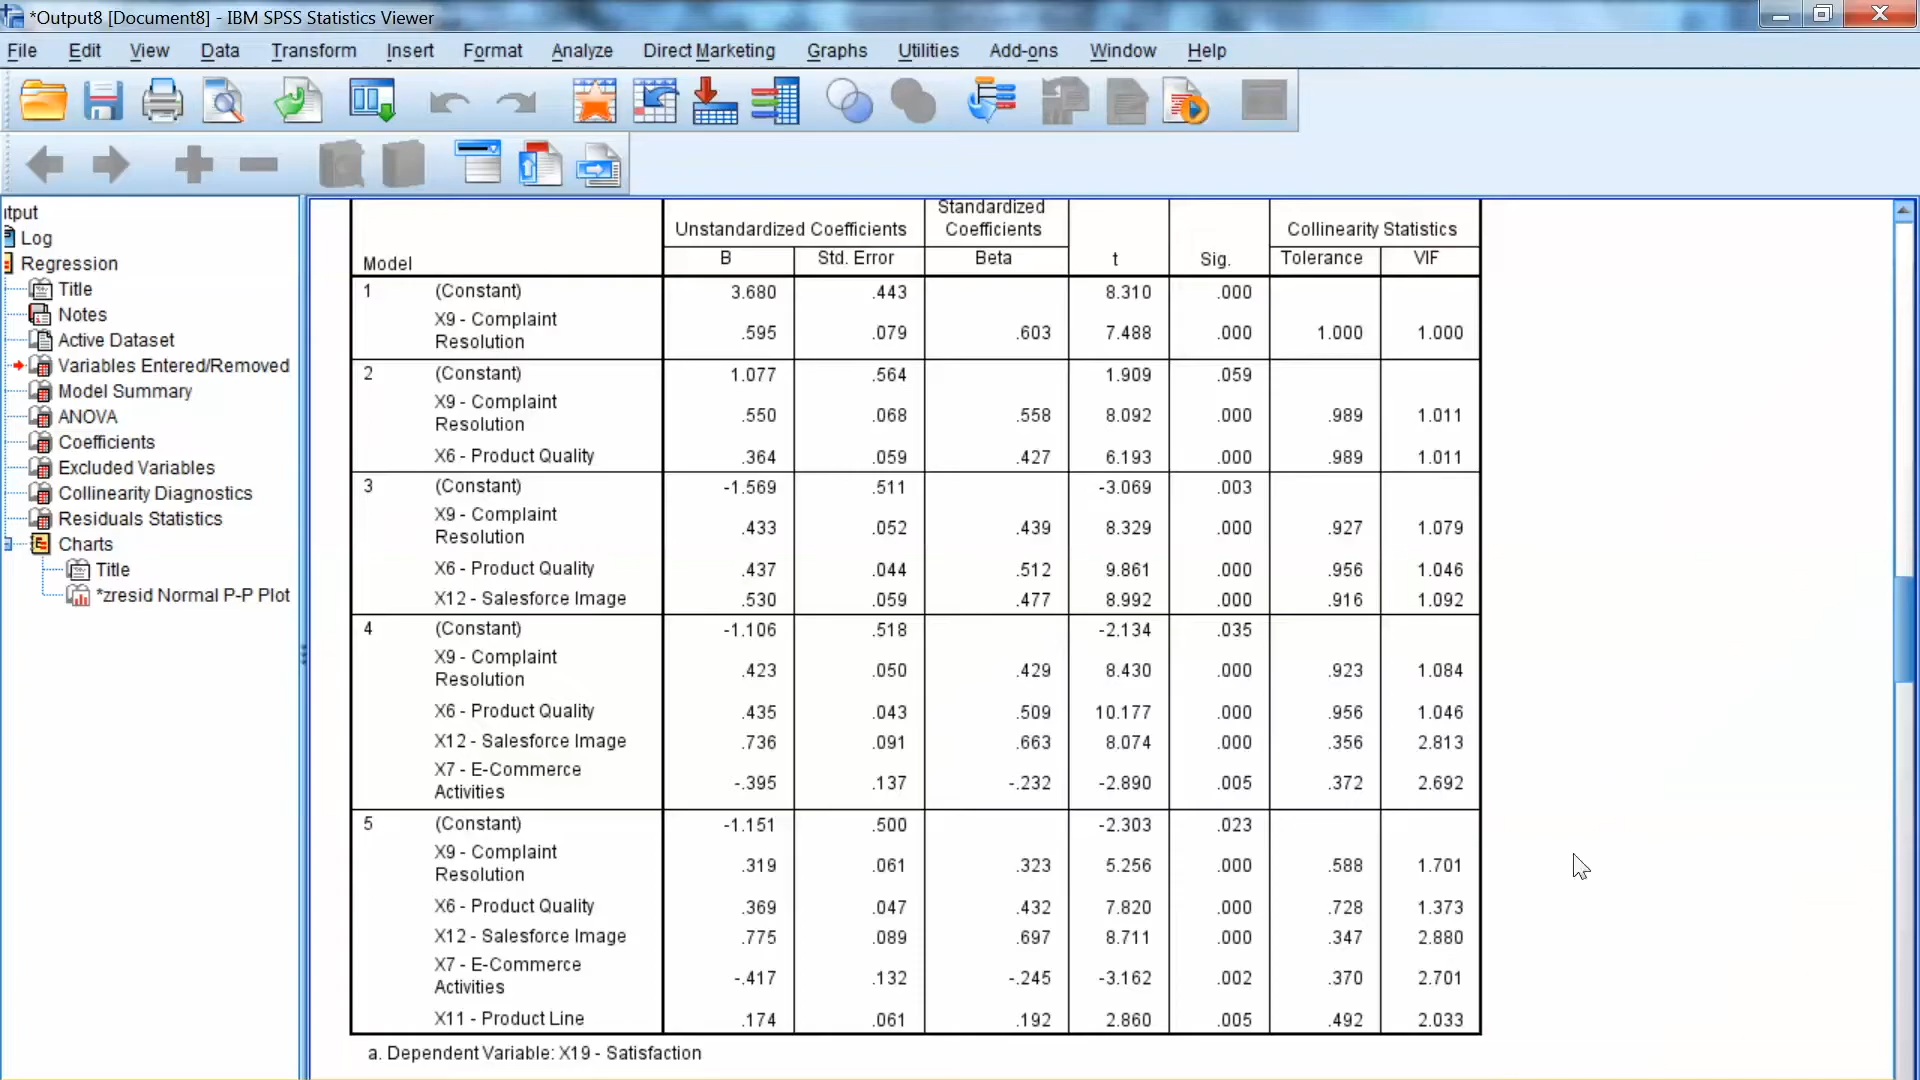 *Output8 [Document8] - IBM SPSS Statistics Viewer
File Edit View Data Transform Insert Format Analyze Direct Marketing Graphs Utilities Add-ons Window Help
Log
Regression
Title
Notes
Active Dataset
Variables Entered/Removed
Model Summary
ANOVA
Coefficients
Excluded Variables
Collinearity Diagnostics
Residuals Statistics
Charts
Title
*zresid Normal P-P Plot
Model Unstandardized Coefficients Standardized Coefficients t Sig. Collinearity Statistics
B Std. Error Beta Tolerance VIF
1 (Constant) 3.680 .443 8.310 .000
X9 - Complaint Resolution .595 .079 .603 7.488 .000 1.000 1.000
2 (Constant) 1.077 .564 1.909 .059
X9 - Complaint Resolution .550 .068 .558 8.092 .000 .989 1.011
X6 - Product Quality .364 .059 .427 6.193 .000 .989 1.011
3 (Constant) -1.569 .511 -3.069 .003
X9 - Complaint Resolution .433 .052 .439 8.329 .000 .927 1.079
X6 - Product Quality .437 .044 .512 9.861 .000 .956 1.046
X12 - Salesforce Image .530 .059 .477 8.992 .000 .916 1.092
4 (Constant) -1.106 .518 -2.134 .035
X9 - Complaint Resolution .423 .050 .429 8.430 .000 .923 1.084
X6 - Product Quality .435 .043 .509 10.177 .000 .956 1.046
X12 - Salesforce Image .736 .091 .663 8.074 .000 .356 2.813
X7 - E-Commerce Activities -.395 .137 -.232 -2.890 .005 .372 2.692
5 (Constant) -1.151 .500 -2.303 .023
X9 - Complaint Resolution .319 .061 .323 5.256 .000 .588 1.701
X6 - Product Quality .369 .047 .432 7.820 .000 .728 1.373
X12 - Salesforce Image .775 .089 .697 8.711 .000 .347 2.880
X7 - E-Commerce Activities -.417 .132 -.245 -3.162 .002 .370 2.701
X11 - Product Line .174 .061 .192 2.860 .005 .492 2.033
a. Dependent Variable: X19 - Satisfaction